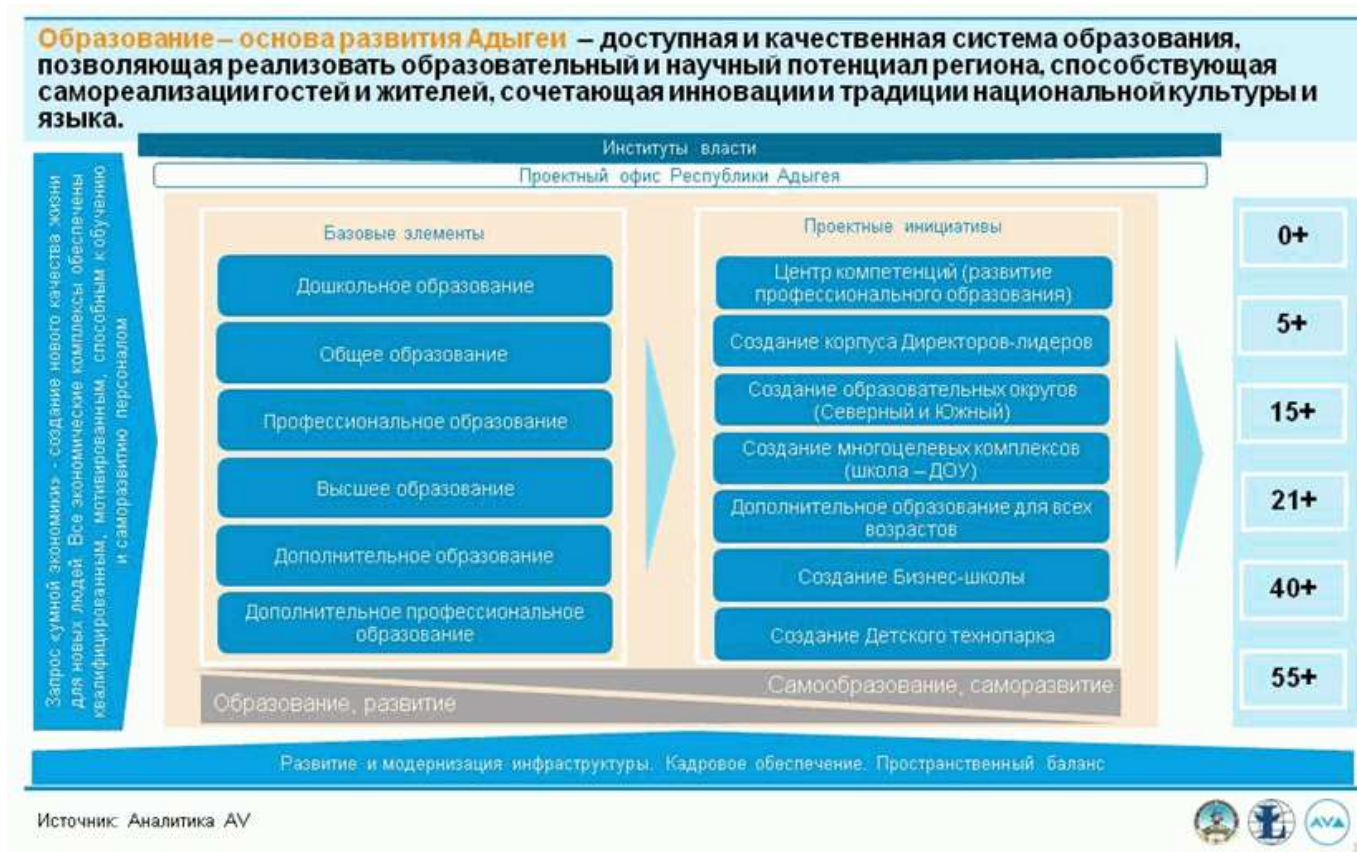 Образование – основа развития Адыгеи – доступная и качественная система образования,
позволяющая реализовать образовательный и научный потенциал региона, способствующая
самореализации гостей и жителей, сочетающая инновации и традиции национальной культуры и
языка.
Институты власти
Проектный офис Республики Адыгея
Запрос «умной экономики» - создание нового качества жизни
для новых людей. Все экономические комплексы обеспечены
квалифицированным, мотивированным, способным к обучению
и саморазвитию персоналом
Базовые элементы
Дошкольное образование
Общее образование
Профессиональное образование
Высшее образование
Дополнительное образование
Дополнительное профессиональное
образование
Проектные инициативы
Центр компетенций (развитие
профессионального образования)
Создание корпуса Директоров-лидеров
Создание образовательных округов
(Северный и Южный)
Создание многоцелевых комплексов
(школа – ДОУ)
Дополнительное образование для всех
возрастов
Создание Бизнес-школы
Создание Детского технопарка
0+
5+
15+
21+
40+
55+
Самообразование, саморазвитие
Образование, развитие
Развитие и модернизация инфраструктуры. Кадровое обеспечение. Пространственный баланс
Источник: Аналитика AV